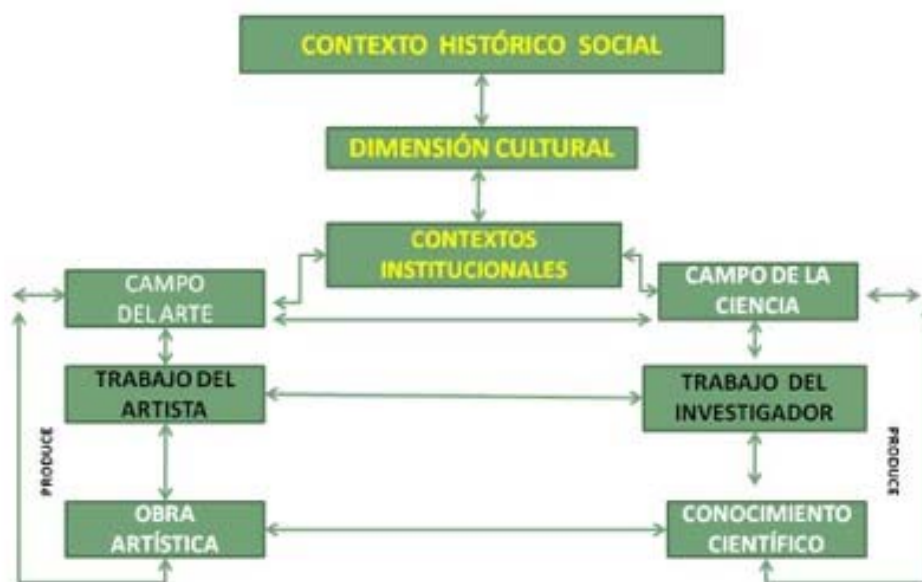 CONTEXTO HISTÓRICO SOCIAL
DIMENSIÓN CULTURAL
CONTEXTOS
INSTITUCIONALES
CAMPO
DEL ARTE
CAMPO DE LA
CIENCIA
TRABAJO DEL
ARTISTA
TRABAJO DEL
INVESTIGADOR
PRODUCE
PRODUCE
OBRA
ARTÍSTICA
CONOCIMIENTO
CIENTÍFICO